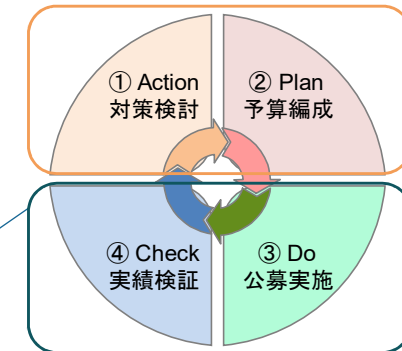 ① Action
対策検討
② Plan
予算編成
④ Check
実績検証
③ Do
公募実施